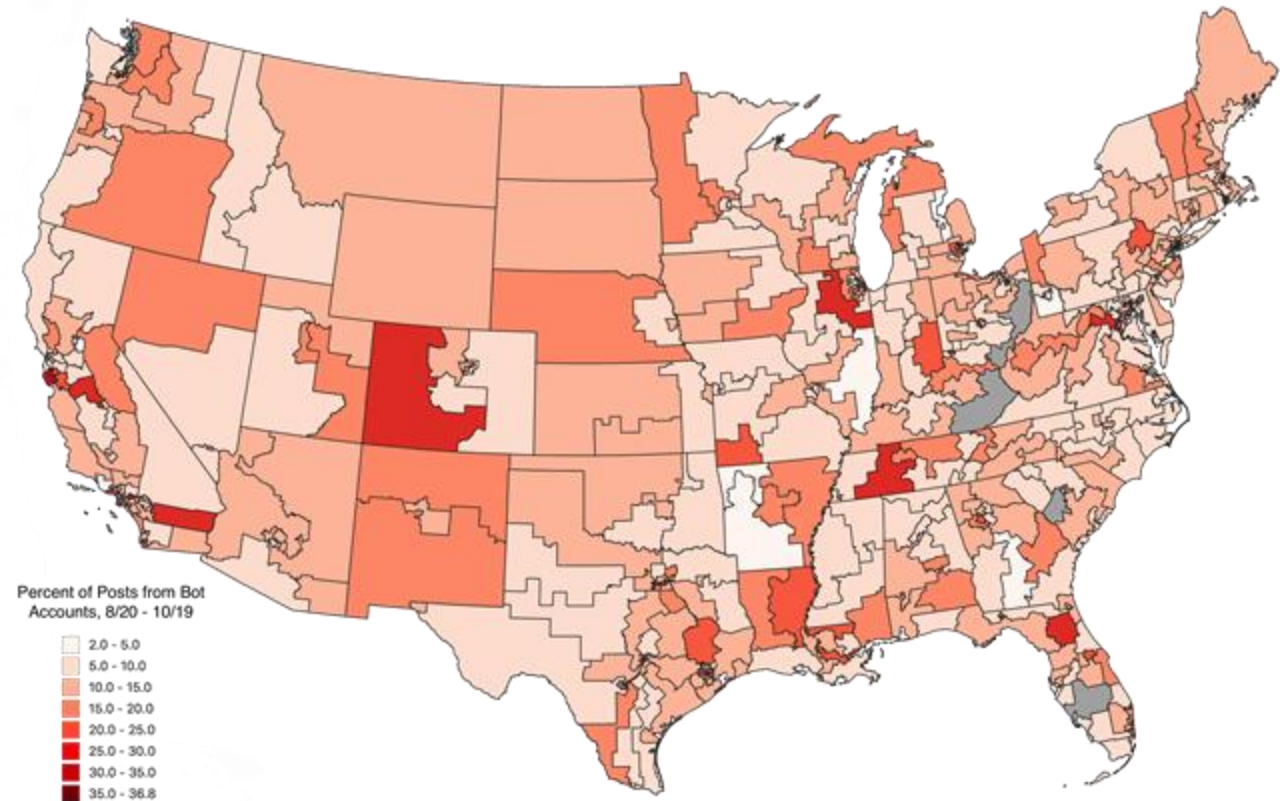 Percent of Posts from Bot
Accounts, 8/20 - 10/19
2.0 - 5.0
5.0 - 10.0
10.0 - 15.0
15.0 - 20.0
20.0 - 25.0
25.0 - 30.0
30.0 - 35.0
35.0 - 36.8